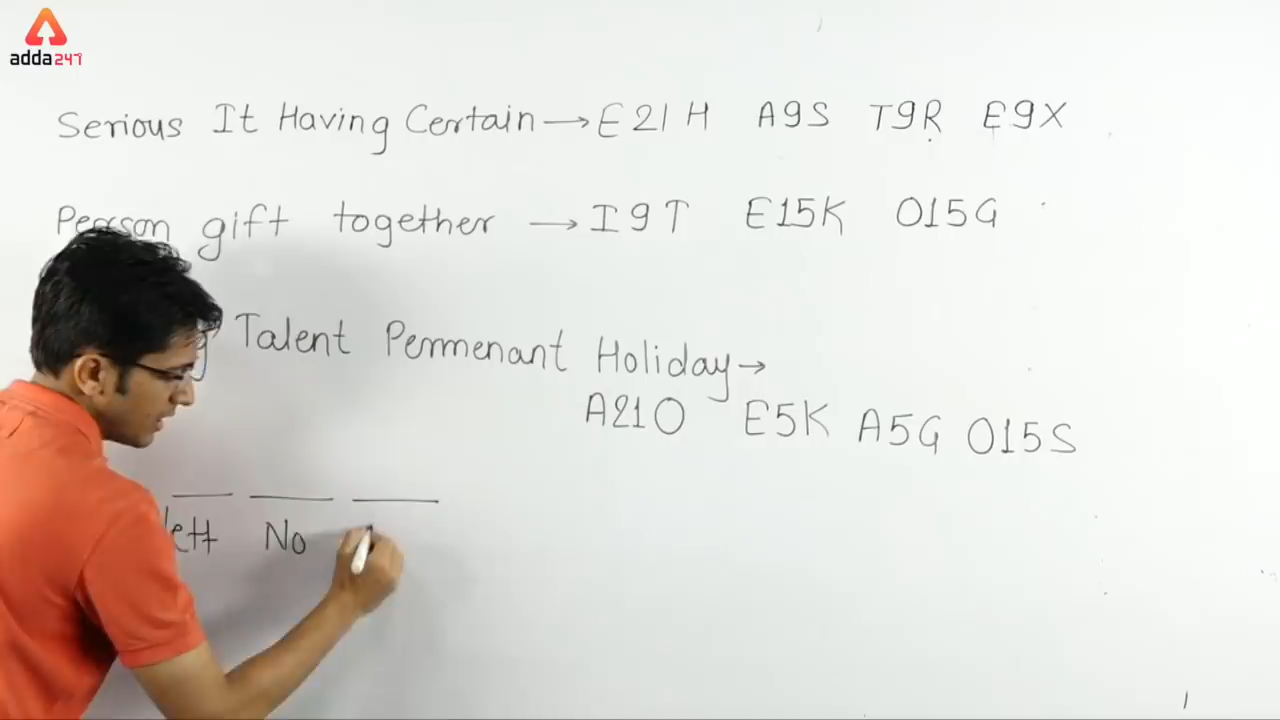 adda247
Serious It Having Certain → E21H A9S T9R E9X
Person gift together → I9T E15K O15G
Talent Permenant Holiday →
A21O E5K A5G O15S
lett No